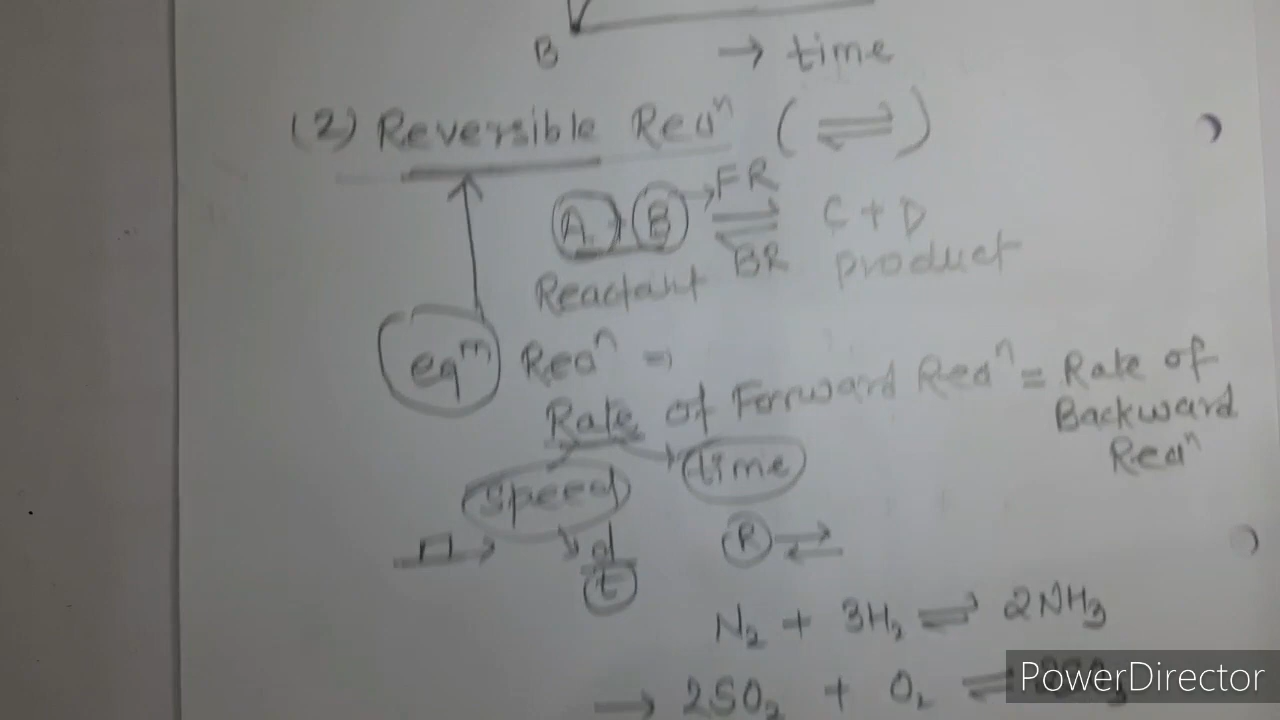 B → time
(2) Reversible Reaⁿ (⇌)
A + B ⇌ C + D
FR
BR
Reactant product
eqᵐ Reaⁿ ⇒
Rate of Forward Reaⁿ = Rate of
Backward
Reaⁿ
speed time
d
t
R ⇌
N₂ + 3H₂ ⇌ 2NH₃
→ 2SO₂ + O₂ ⇌
PowerDirector